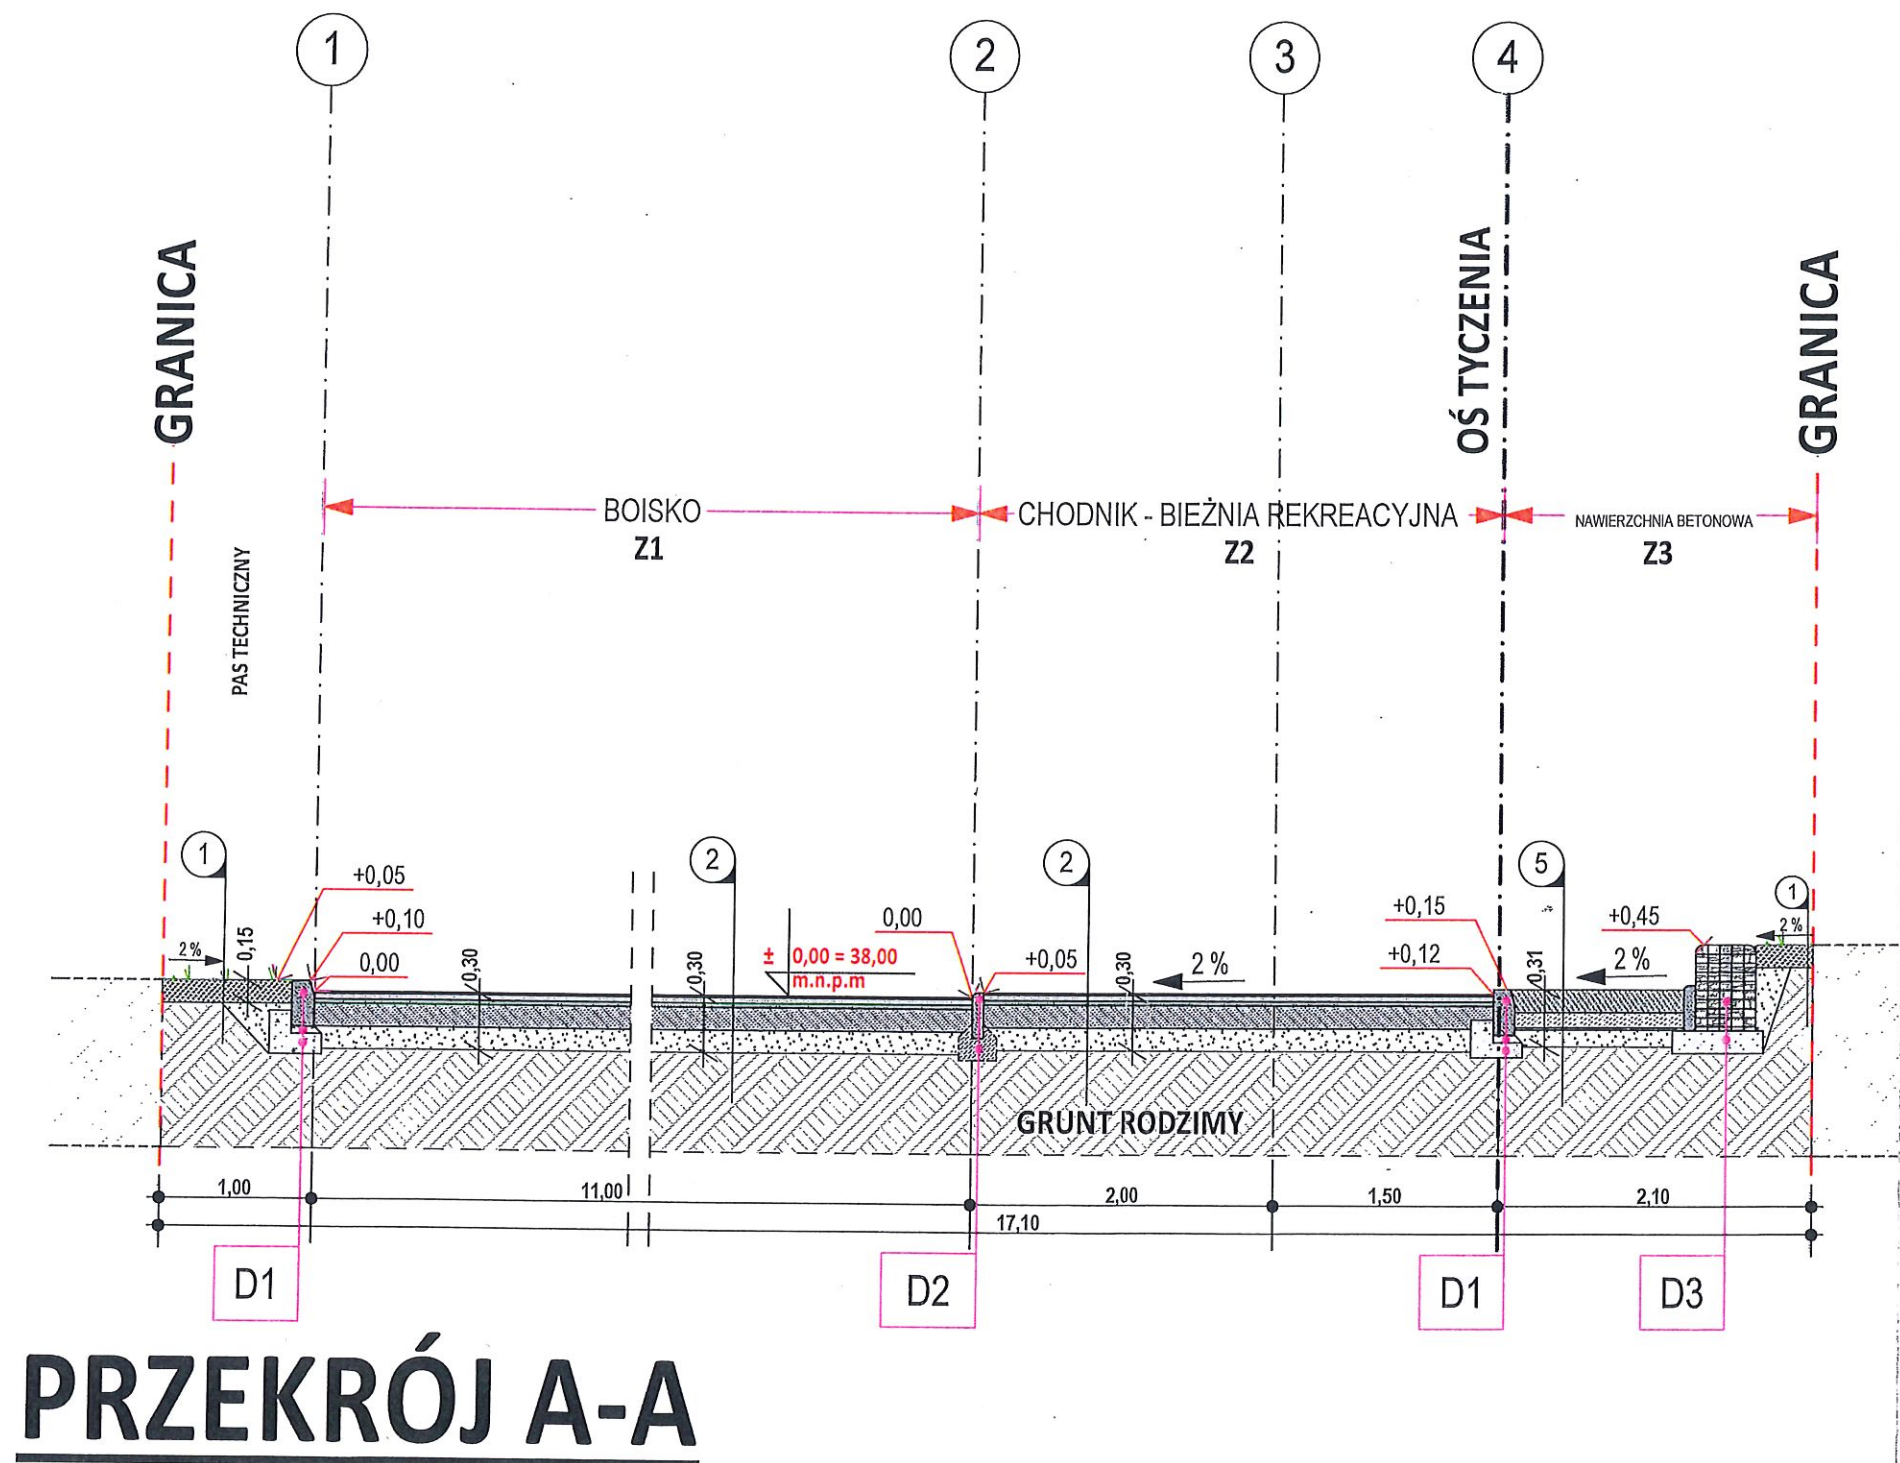 1
2
3
4
GRANICA
OŚ TYCZENIA
GRANICA
BOISKO
Z1
CHODNIK - BIEŻNIA REKREACYJNA
Z2
NAWIERZCHNIA BETONOWA
Z3
PAS TECHNICZNY
1
2
2
5
1
+0,05
+0,10
0,00
2 %
0,15
0,30
0,30
± 0,00 = 38,00
m.n.p.m
0,00
+0,05
0,30
2 %
+0,15
+0,12
0,31
2 %
+0,45
2 %
GRUNT RODZIMY
1,00
11,00
2,00
1,50
2,10
17,10
D1
D2
D1
D3
PRZEKRÓJ A-A